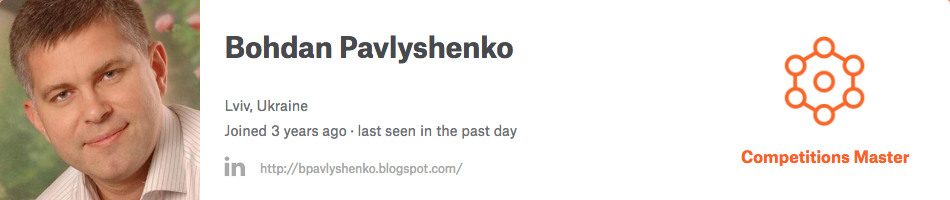 Bohdan Pavlyshenko
Lviv, Ukraine
Joined 3 years ago · last seen in the past day
in http://bpavlyshenko.blogspot.com/
Competitions Master